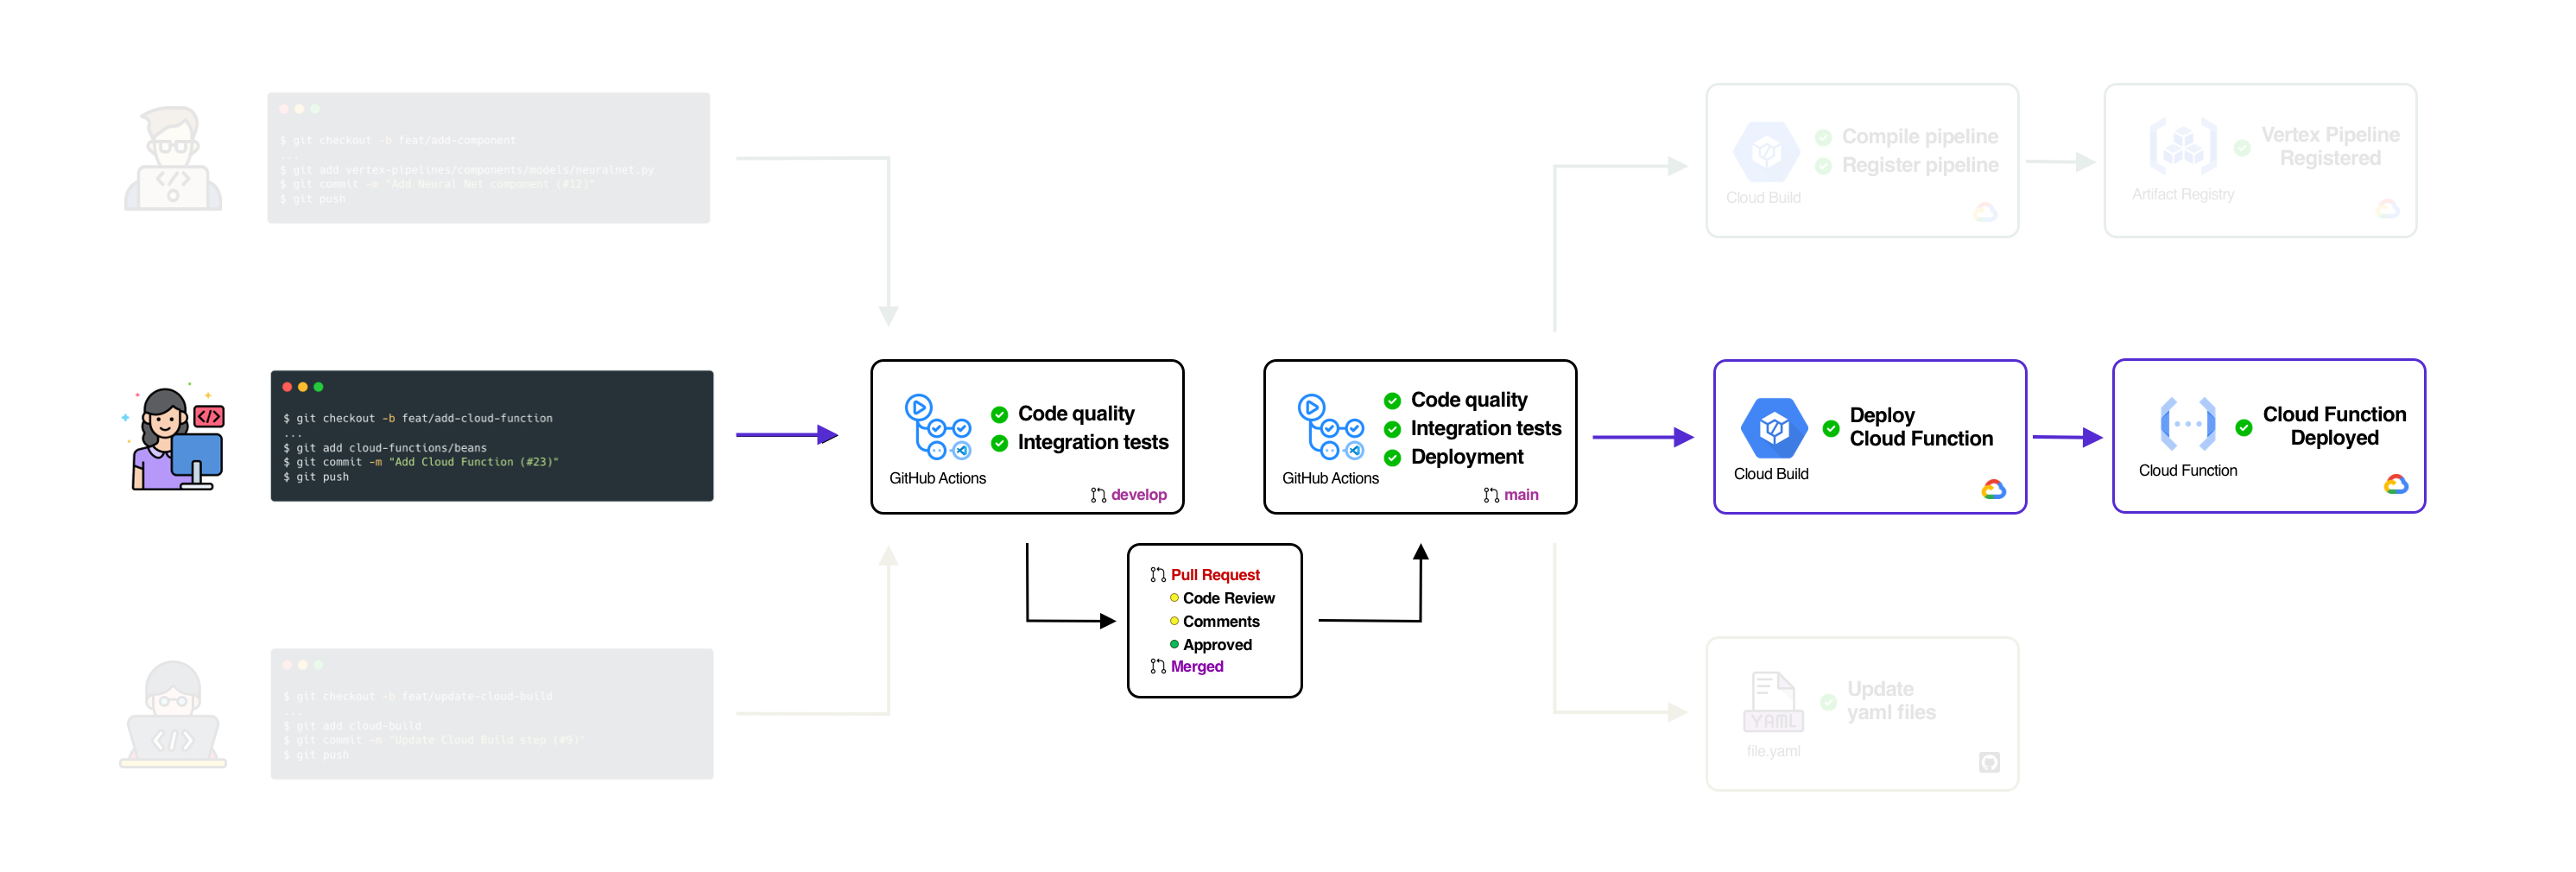 $ git checkout -b feat/add-component
...
$ git add vertex-pipelines/components/models/neuralnet.py
$ git commit -m "Add Neural Net component (#12)"
$ git push
Compile pipeline
Register pipeline
Cloud Build
Vertex Pipeline
Registered
Artifact Registry
$ git checkout -b feat/add-cloud-function
...
$ git add cloud-functions/beans
$ git commit -m "Add Cloud Function (#23)"
$ git push
Code quality
Integration tests
GitHub Actions
develop
Code quality
Integration tests
Deployment
GitHub Actions
main
Deploy
Cloud Function
Cloud Build
Cloud Function
Deployed
Cloud Function
Pull Request
Code Review
Comments
Approved
Merged
$ git checkout -b feat/update-cloud-build
...
$ git add cloud-build
$ git commit -m "Update Cloud Build step (#9)"
$ git push
Update
yaml files
YAML
file.yaml